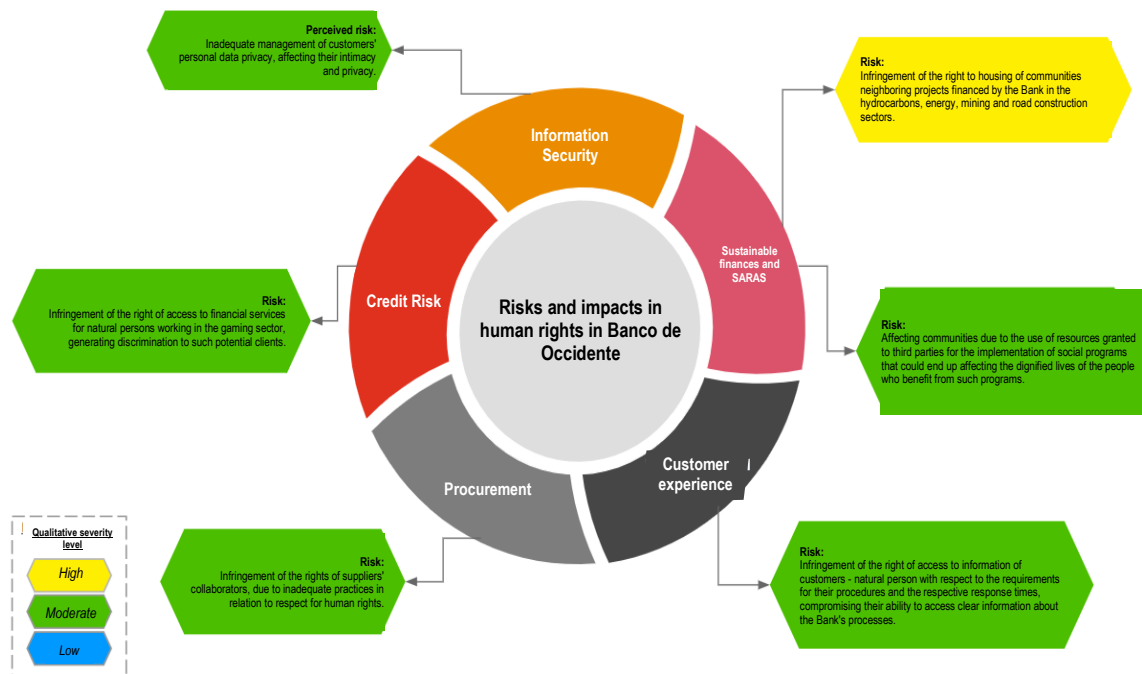 Perceived risk:
Inadequate management of customers'
personal data privacy, affecting their intimacy
and privacy.
Risk:
Infringement of the right to housing of communities
neighboring projects financed by the Bank in the
hydrocarbons, energy, mining and road construction
sectors.
Information
Security
Sustainable
finances and
SARAS
Credit Risk
Risks and impacts in
human rights in Banco de
Occidente
Risk:
Infringement of the right of access to financial services
for natural persons working in the gaming sector,
generating discrimination to such potential clients.
Risk:
Affecting communities due to the use of resources granted
to third parties for the implementation of social programs
that could end up affecting the dignified lives of the people
who benefit from such programs.
Customer
experience
Procurement
Qualitative severity
level
High
Moderate
Low
Risk:
Infringement of the rights of suppliers'
collaborators, due to inadequate practices in
relation to respect for human rights.
Risk:
Infringement of the right of access to information of
customers - natural person with respect to the requirements
for their procedures and the respective response times,
compromising their ability to access clear information about
the Bank's processes.